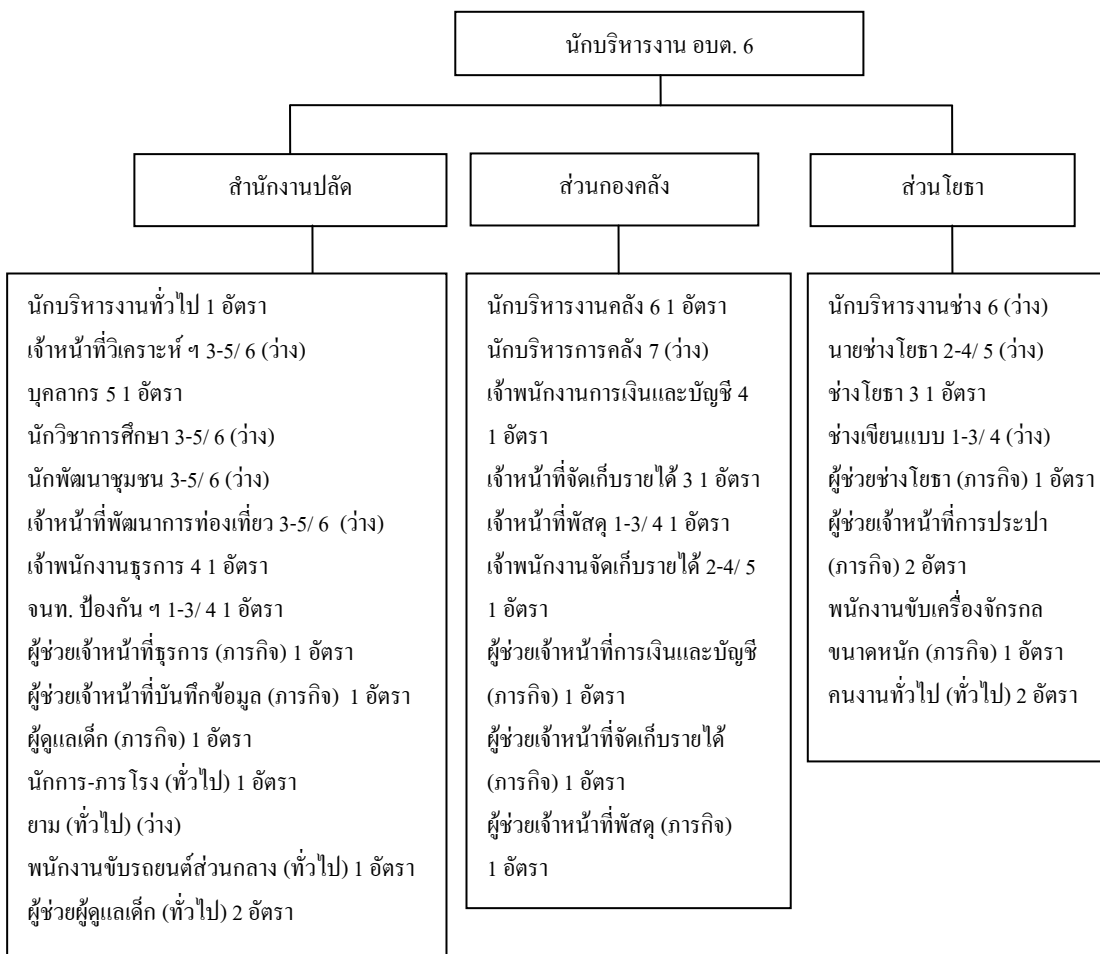 นักบริหารงาน อบต. 6
สำนักงานปลัด
ส่วนกองคลัง
ส่วนโยธา
นักบริหารงานทั่วไป 1 อัตรา
เจ้าหน้าที่วิเคราะห์ ฯ 3-5/ 6 (ว่าง)
บุคลากร 5 1 อัตรา
นักวิชาการศึกษา 3-5/ 6 (ว่าง)
นักพัฒนาชุมชน 3-5/ 6 (ว่าง)
เจ้าหน้าที่พัฒนาการท่องเที่ยว 3-5/ 6 (ว่าง)
เจ้าพนักงานธุรการ 4 1 อัตรา
จนท. ป้องกัน ฯ 1-3/ 4 1 อัตรา
ผู้ช่วยเจ้าหน้าที่ธุรการ (ภารกิจ) 1 อัตรา
ผู้ช่วยเจ้าหน้าที่บันทึกข้อมูล (ภารกิจ) 1 อัตรา
ผู้ดูแลเด็ก (ภารกิจ) 1 อัตรา
นักการ-ภารโรง (ทั่วไป) 1 อัตรา
ยาม (ทั่วไป) (ว่าง)
พนักงานขับรถยนต์ส่วนกลาง (ทั่วไป) 1 อัตรา
ผู้ช่วยผู้ดูแลเด็ก (ทั่วไป) 2 อัตรา
นักบริหารงานคลัง 6 1 อัตรา
นักบริหารการคลัง 7 (ว่าง)
เจ้าพนักงานการเงินและบัญชี 4
1 อัตรา
เจ้าหน้าที่จัดเก็บรายได้ 3 1 อัตรา
เจ้าหน้าที่พัสดุ 1-3/ 4 1 อัตรา
เจ้าพนักงานจัดเก็บรายได้ 2-4/ 5
1 อัตรา
ผู้ช่วยเจ้าหน้าที่การเงินและบัญชี
(ภารกิจ) 1 อัตรา
ผู้ช่วยเจ้าหน้าที่จัดเก็บรายได้
(ภารกิจ) 1 อัตรา
ผู้ช่วยเจ้าหน้าที่พัสดุ (ภารกิจ)
1 อัตรา
นักบริหารงานช่าง 6 (ว่าง)
นายช่างโยธา 2-4/ 5 (ว่าง)
ช่างโยธา 3 1 อัตรา
ช่างเขียนแบบ 1-3/ 4 (ว่าง)
ผู้ช่วยช่างโยธา (ภารกิจ) 1 อัตรา
ผู้ช่วยเจ้าหน้าที่การประปา
(ภารกิจ) 2 อัตรา
พนักงานขับเครื่องจักรกล
ขนาดหนัก (ภารกิจ) 1 อัตรา
คนงานทั่วไป (ทั่วไป) 2 อัตรา